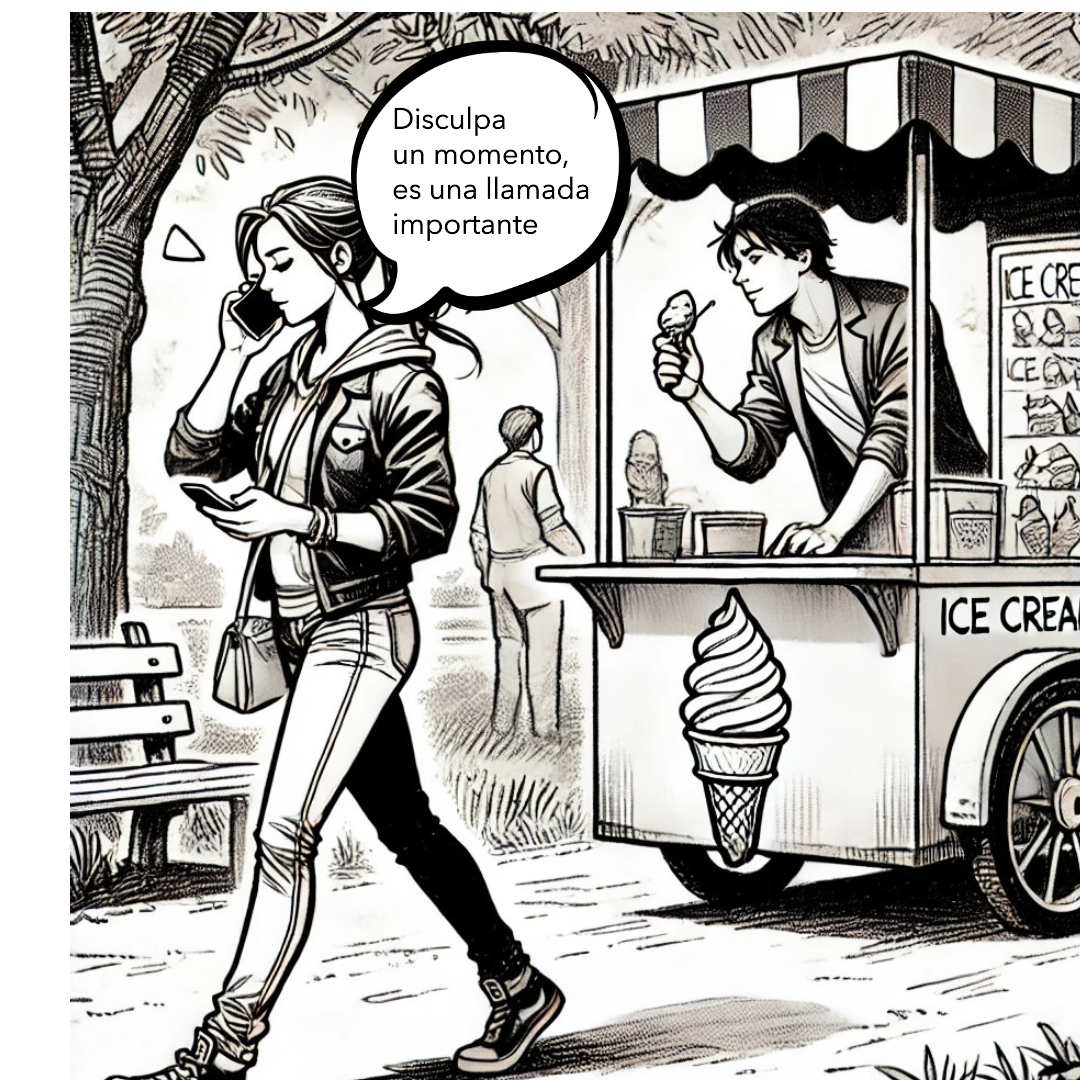 Disculpa
un momento,
es una llamada
importante
ICE CRE
ICE
ICE CREA